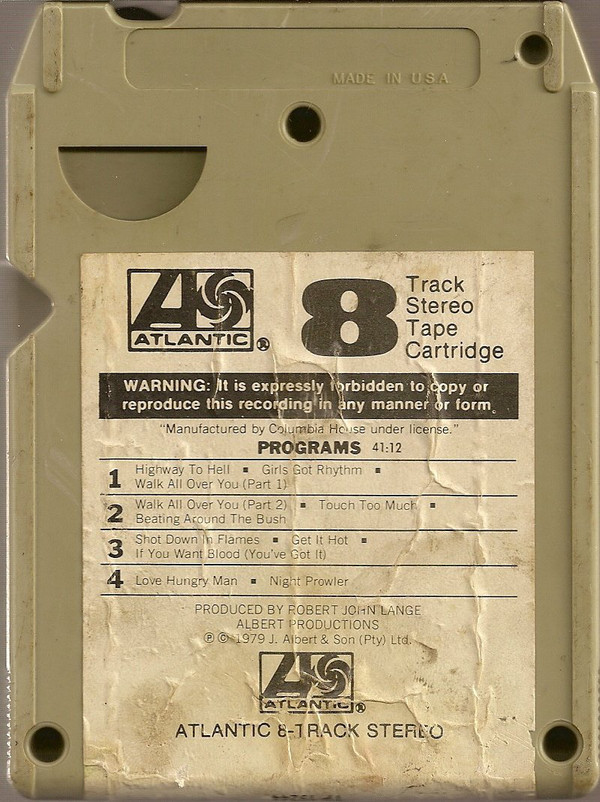 MADE IN U.S.A.
ATLANTIC ®
8 Track
Stereo
Tape
Cartridge
WARNING: It is expressly forbidden to copy or
reproduce this recording in any manner or form
"Manufactured by Columbia House under license."
PROGRAMS 41:12
1 Highway To Hell ▪ Girls Got Rhythm ▪
Walk All Over You (Part 1)
2 Walk All Over You (Part 2) ▪ Touch Too Much ▪
Beating Around The Bush
3 Shot Down In Flames ▪ Get It Hot ▪
If You Want Blood (You've Got It)
4 Love Hungry Man ▪ Night Prowler
PRODUCED BY ROBERT JOHN LANGE
ALBERT PRODUCTIONS
℗ © 1979 J. Albert & Son (Pty) Ltd.
ATLANTIC ®
ATLANTIC 8-TRACK STEREO